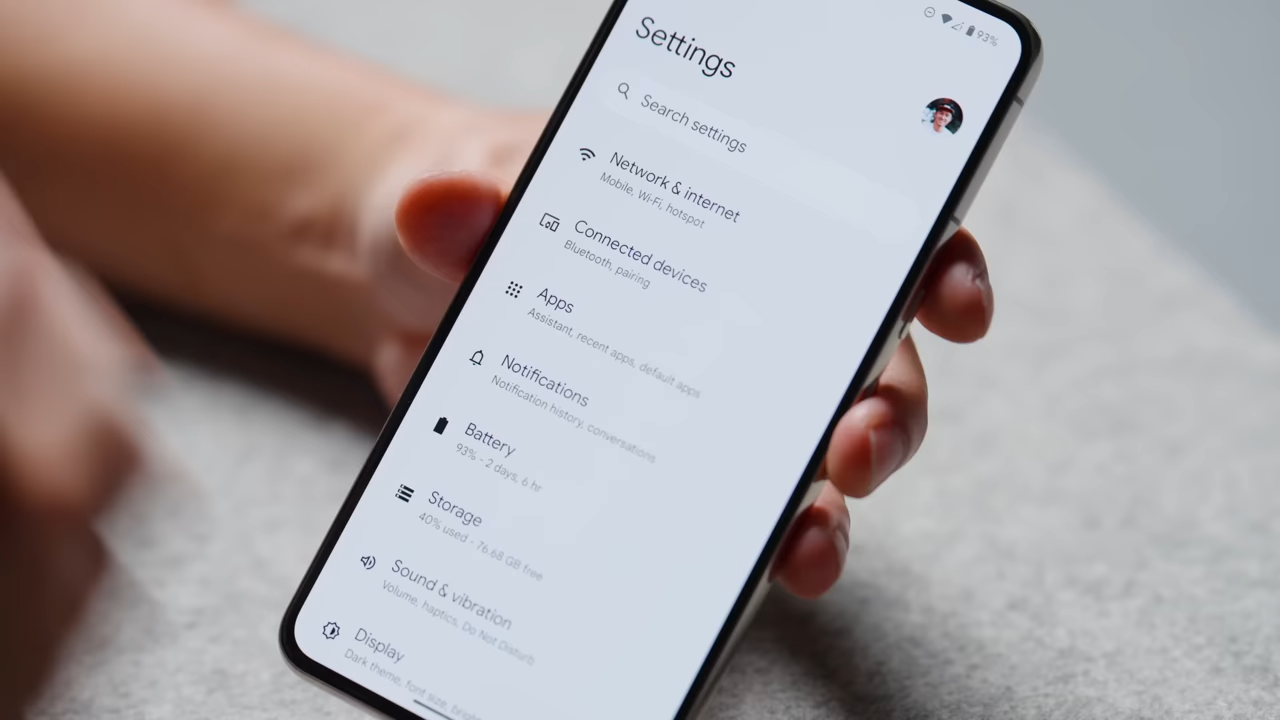 93%
Settings
Search settings
Network & internet
Mobile, Wi-Fi, hotspot
Connected devices
Bluetooth, pairing
Apps
Assistant, recent apps, default apps
Notifications
Notification history, conversations
Battery
93% - 2 days, 6 hr
Storage
40% used - 76.68 GB free
Sound & vibration
Volume, haptics, Do Not Disturb
Display
Dark theme, font size,